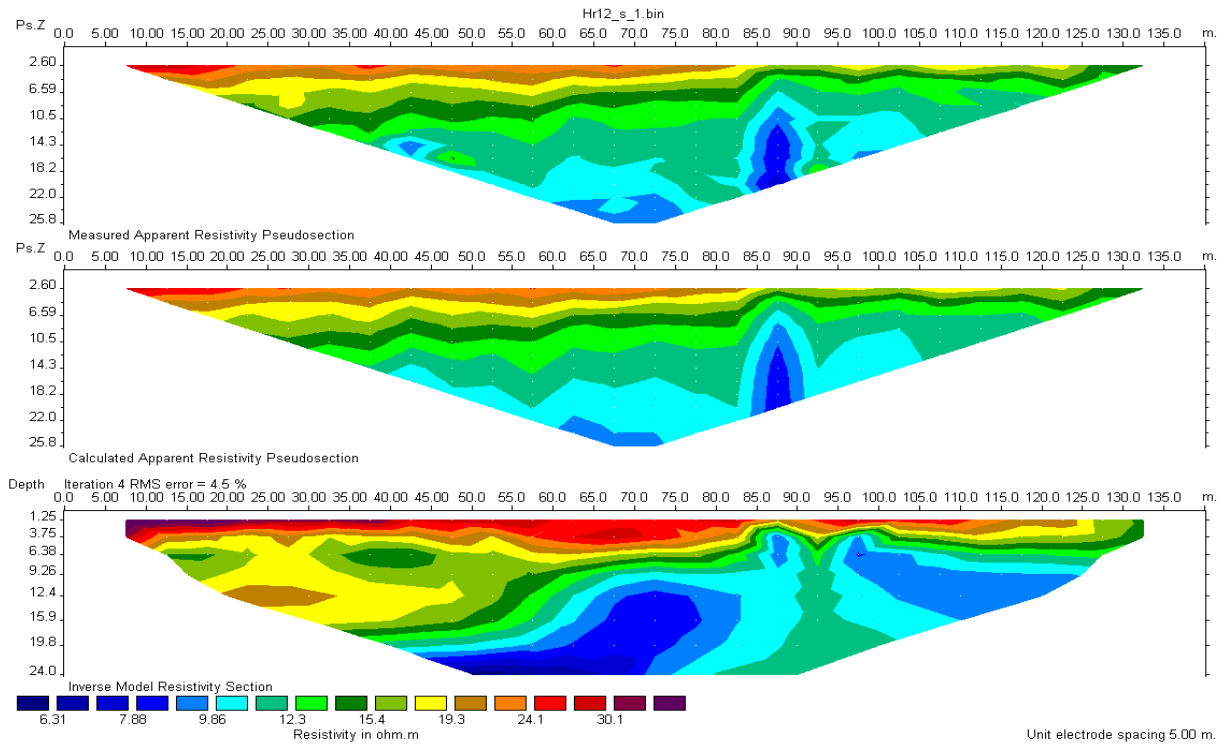 Hr12_s_1.bin
Ps.Z 0.0 5.00 10.00 15.00 20.00 25.00 30.00 35.00 40.00 45.00 50.00 55.00 60.00 65.00 70.00 75.00 80.00 85.00 90.00 95.00 100.0 105.0 110.0 115.0 120.0 125.0 130.0 135.0 m.
2.60
6.59
10.5
14.3
18.2
22.0
25.8
Measured Apparent Resistivity Pseudosection
Ps.Z 0.0 5.00 10.00 15.00 20.00 25.00 30.00 35.00 40.00 45.00 50.00 55.00 60.00 65.00 70.00 75.00 80.00 85.00 90.00 95.00 100.0 105.0 110.0 115.0 120.0 125.0 130.0 135.0 m.
2.60
6.59
10.5
14.3
18.2
22.0
25.8
Calculated Apparent Resistivity Pseudosection
Depth Iteration 4 RMS error = 4.5 %
0.0 5.00 10.00 15.00 20.00 25.00 30.00 35.00 40.00 45.00 50.00 55.00 60.00 65.00 70.00 75.00 80.00 85.00 90.00 95.00 100.0 105.0 110.0 115.0 120.0 125.0 130.0 135.0 m.
1.25
3.75
6.38
9.26
12.4
15.9
19.8
24.0
Inverse Model Resistivity Section
6.31 7.88 9.86 12.3 15.4 19.3 24.1 30.1
Resistivity in ohm.m
Unit electrode spacing 5.00 m.